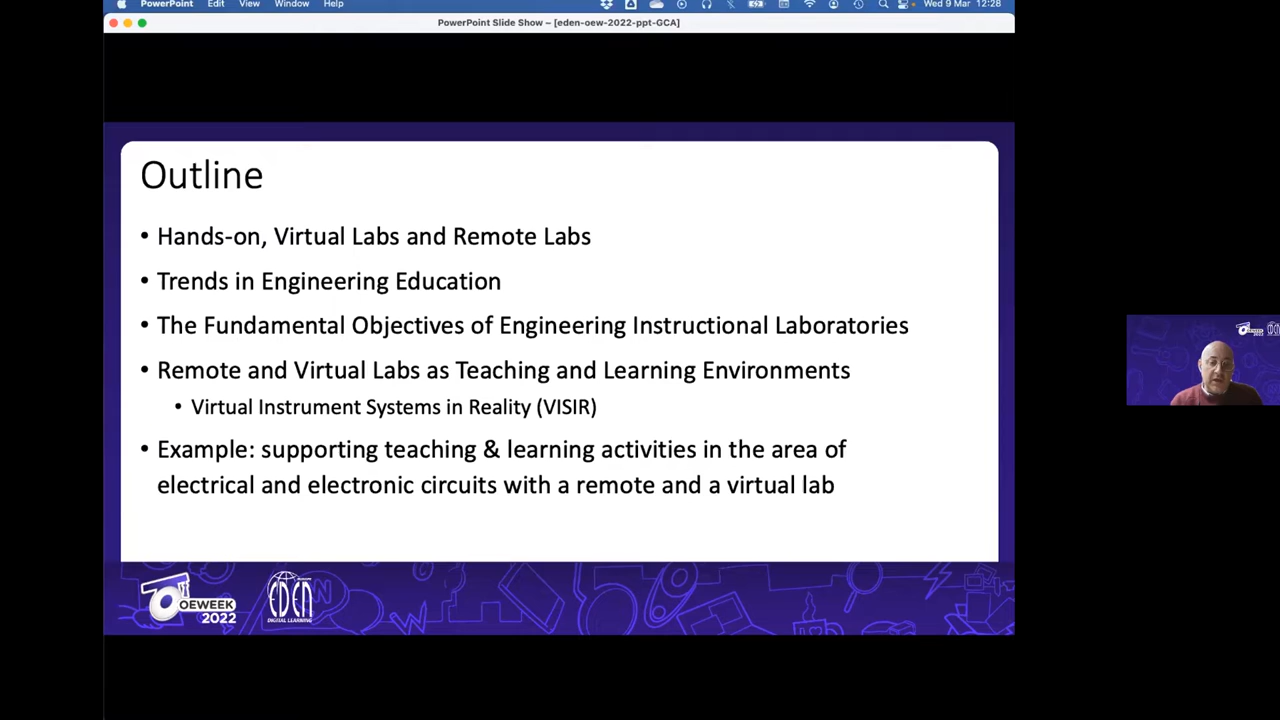 PowerPoint Edit View Window Help Wed 9 Mar 12:28
PowerPoint Slide Show – [eden-oew-2022-ppt-GCA]
Outline
• Hands-on, Virtual Labs and Remote Labs
• Trends in Engineering Education
• The Fundamental Objectives of Engineering Instructional Laboratories
• Remote and Virtual Labs as Teaching and Learning Environments
• Virtual Instrument Systems in Reality (VISIR)
• Example: supporting teaching & learning activities in the area of
electrical and electronic circuits with a remote and a virtual lab
OEWEEK
2022
EDEN
DIGITAL LEARNING